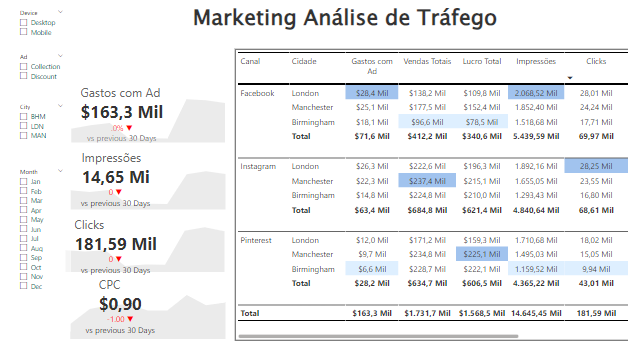 Marketing Análise de Tráfego
Device
Desktop
Mobile
Ad
Collection
Discount
City
BHM
LDN
MAN
Month
Jan
Feb
Mar
Apr
May
Jun
Jul
Aug
Sep
Oct
Nov
Dec
Gastos com Ad
$163,3 Mil
.0% ▼
vs previous 30 Days
Impressões
14,65 Mi
0 ▼
vs previous 30 Days
Clicks
181,59 Mil
0 ▼
vs previous 30 Days
CPC
$0,90
-1.00 ▼
vs previous 30 Days
Canal Cidade Gastos com Ad Vendas Totais Lucro Total Impressões Clicks
Facebook London $28,4 Mil $138,2 Mil $109,8 Mil 2.068,52 Mil 28,01 Mil
Manchester $25,1 Mil $177,5 Mil $152,4 Mil 1.852,40 Mil 24,24 Mil
Birmingham $18,1 Mil $96,6 Mil $78,5 Mil 1.518,68 Mil 17,71 Mil
Total $71,6 Mil $412,2 Mil $340,6 Mil 5.439,59 Mil 69,97 Mil
Instagram London $26,3 Mil $222,6 Mil $196,3 Mil 1.892,16 Mil 28,25 Mil
Manchester $22,3 Mil $237,4 Mil $215,1 Mil 1.655,05 Mil 23,55 Mil
Birmingham $14,8 Mil $224,8 Mil $210,0 Mil 1.293,43 Mil 16,80 Mil
Total $63,4 Mil $684,8 Mil $621,4 Mil 4.840,64 Mil 68,61 Mil
Pinterest London $12,0 Mil $171,2 Mil $159,3 Mil 1.710,68 Mil 18,02 Mil
Manchester $9,7 Mil $234,8 Mil $225,1 Mil 1.495,03 Mil 15,05 Mil
Birmingham $6,6 Mil $228,7 Mil $222,1 Mil 1.159,52 Mil 9,94 Mil
Total $28,2 Mil $634,7 Mil $606,5 Mil 4.365,22 Mil 43,01 Mil
Total $163,3 Mil $1.731,7 Mil $1.568,5 Mil 14.645,45 Mil 181,59 Mil